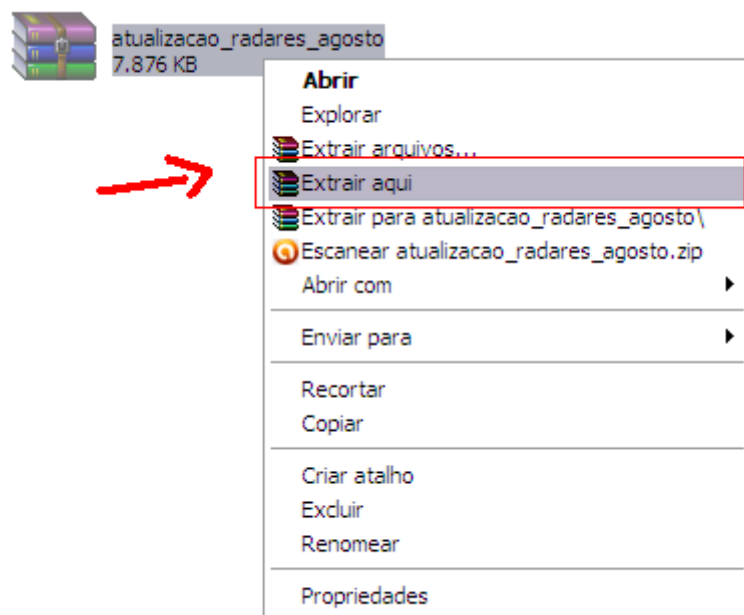 atualizacao_radares_agosto
7.876 KB
Abrir
Explorar
Extrair arquivos...
Extrair aqui
Extrair para atualizacao_radares_agosto\
Escanear atualizacao_radares_agosto.zip
Abrir com
Enviar para
Recortar
Copiar
Criar atalho
Excluir
Renomear
Propriedades